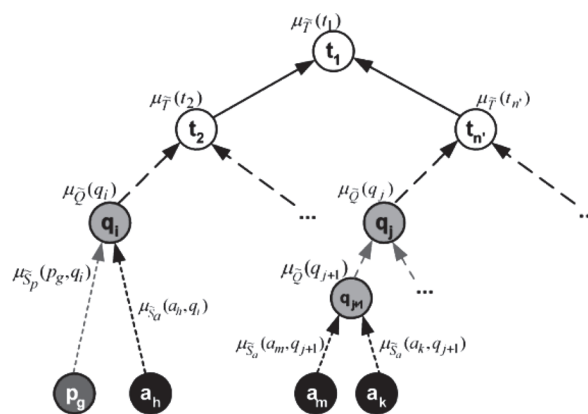 μ_T̃(t₁)
t₁
μ_T̃(t₂)
μ_T̃(t_n')
t₂
t_n'
μ_Q̃(q_i)
μ_Q̃(q_j)
...
...
q_i
q_j
μ_S̃p(p_g,q_i)
μ_Q̃(q_j+1)
μ_S̃a(a_h,q_i)
q_j+1
...
μ_S̃a(a_m,q_j+1)
μ_S̃a(a_k,q_j+1)
p_g
a_h
a_m
a_k